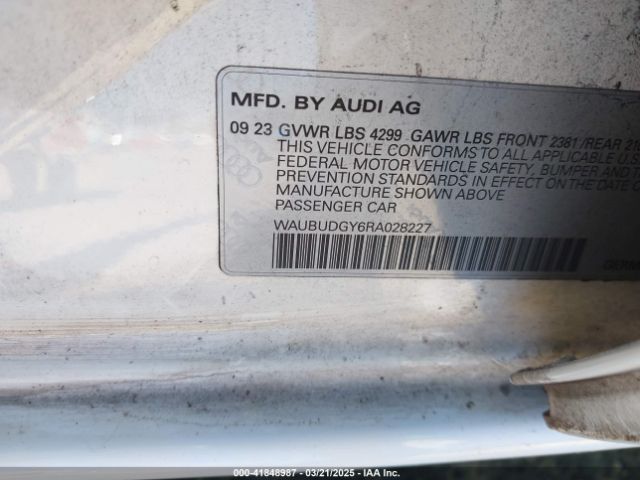 MFD. BY AUDI AG
09 23 GVWR LBS 4299 GAWR LBS FRONT 2381/REAR
THIS VEHICLE CONFORMS TO ALL APPLICABLE
FEDERAL MOTOR VEHICLE SAFETY, BUMPER AND
PREVENTION STANDARDS IN EFFECT ON THE DATE
MANUFACTURE SHOWN ABOVE
PASSENGER CAR
WAUBUDGY6RA028227
000-41848987 - 03/21/2025 - IAA Inc.